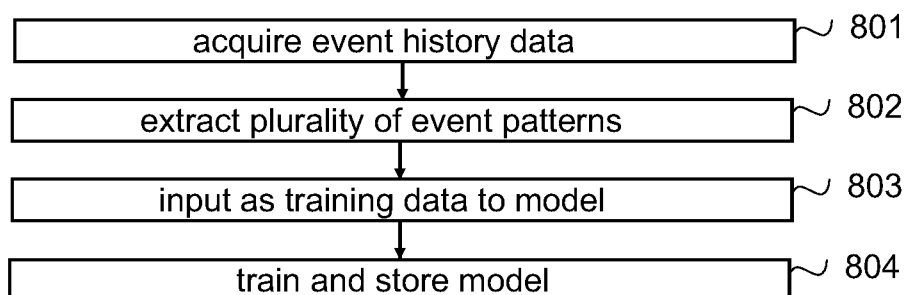 acquire event history data 801
extract plurality of event patterns 802
input as training data to model 803
train and store model 804